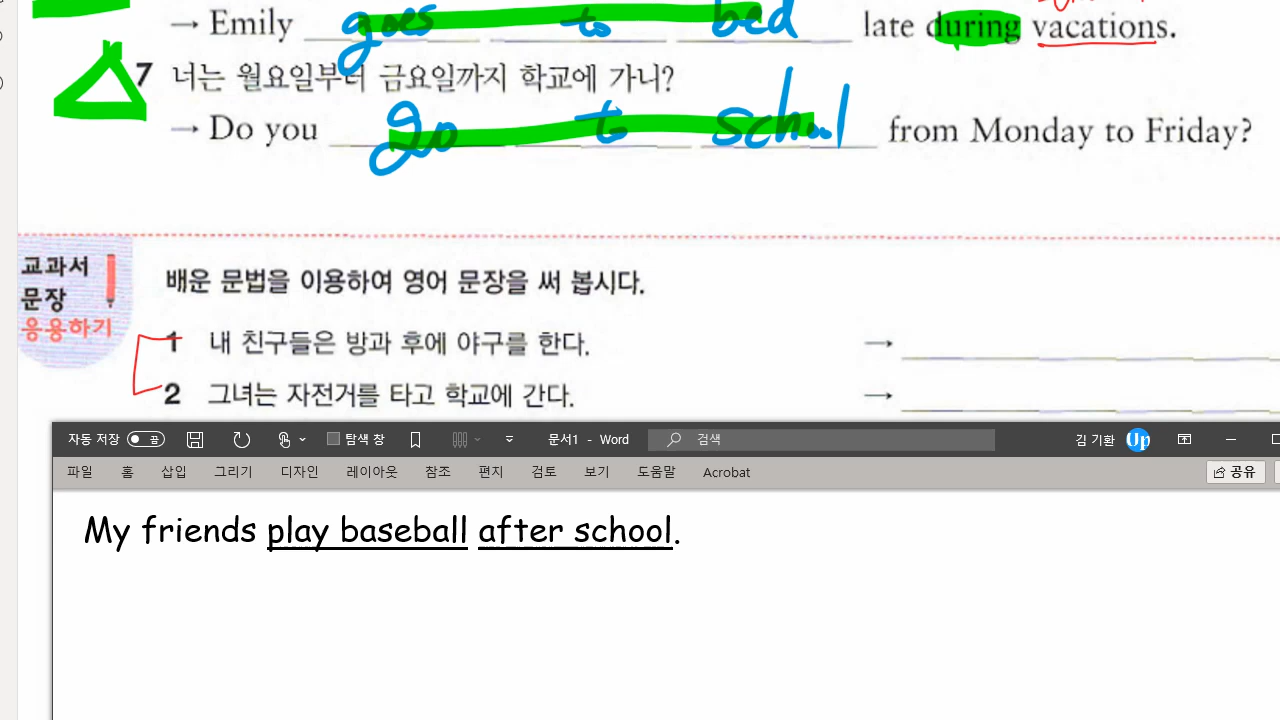 → Emily goes to bed late during vacations.
7 너는 월요일부터 금요일까지 학교에 가니?
→ Do you go to school from Monday to Friday?
교과서
문장
응용하기
배운 문법을 이용하여 영어 문장을 써 봅시다.
1 내 친구들은 방과 후에 야구를 한다. →
2 그녀는 자전거를 타고 학교에 간다. →
자동 저장 끔 탐색 창 문서1 - Word 검색 김 기환 Up
파일 홈 삽입 그리기 디자인 레이아웃 참조 편지 검토 보기 도움말 Acrobat 공유
My friends play baseball after school.